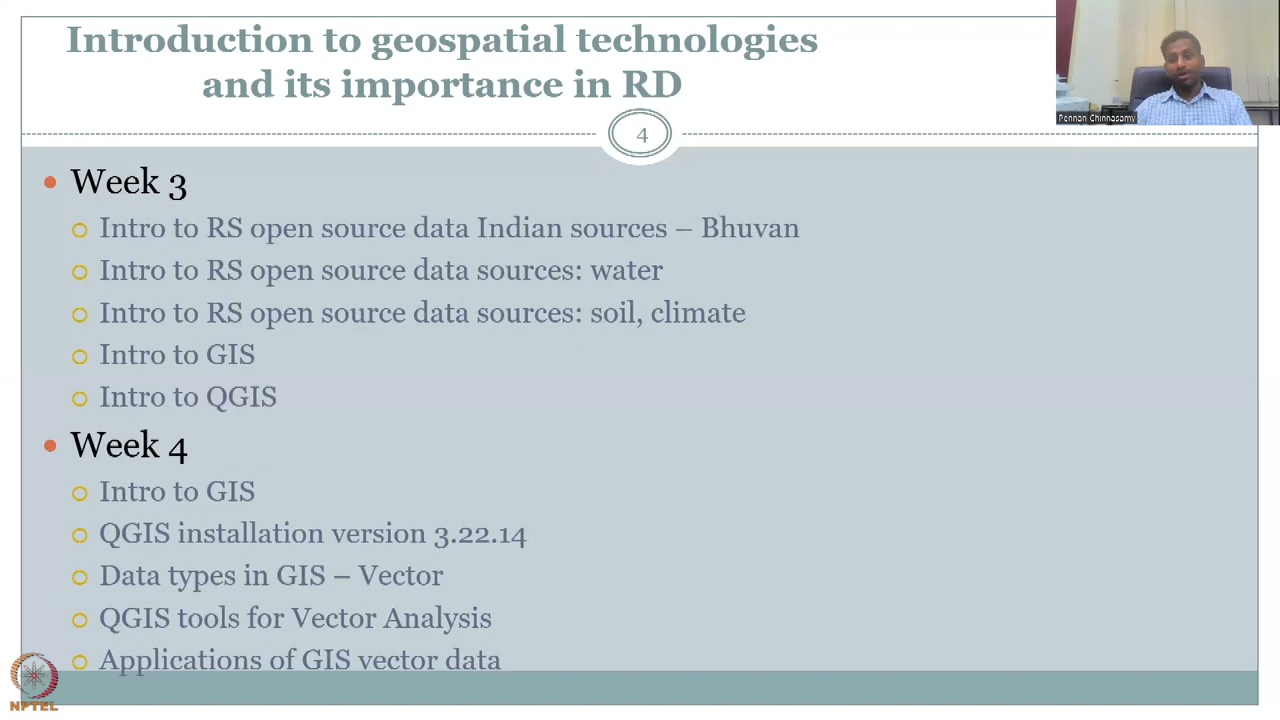 Introduction to geospatial technologies
and its importance in RD
Pennan Chinnasamy
4
Week 3
Intro to RS open source data Indian sources – Bhuvan
Intro to RS open source data sources: water
Intro to RS open source data sources: soil, climate
Intro to GIS
Intro to QGIS
Week 4
Intro to GIS
QGIS installation version 3.22.14
Data types in GIS – Vector
QGIS tools for Vector Analysis
Applications of GIS vector data
NPTEL